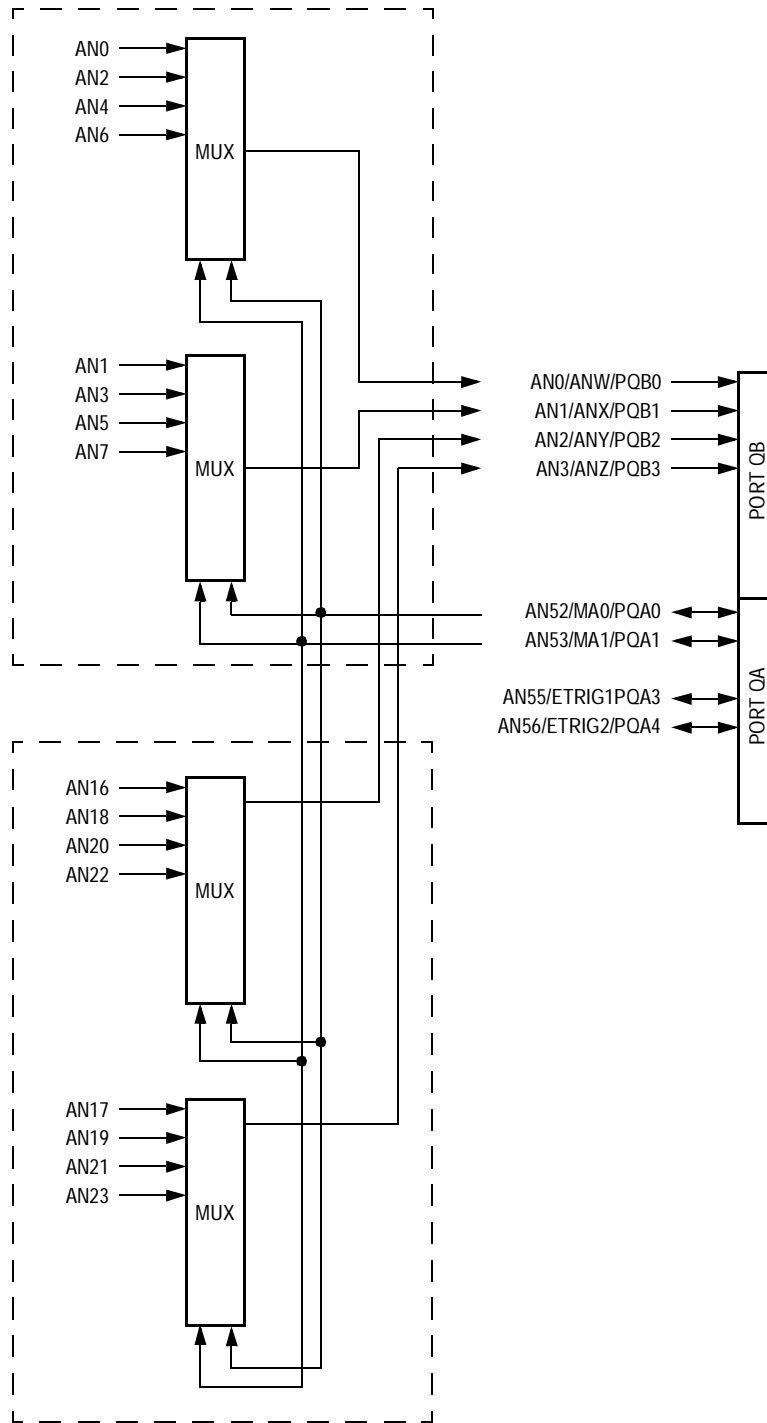 AN0
AN2
AN4
AN6
MUX
AN1
AN3
AN5
AN7
MUX
AN0/ANW/PQB0
AN1/ANX/PQB1
AN2/ANY/PQB2
AN3/ANZ/PQB3
PORT QB
AN52/MA0/PQA0
AN53/MA1/PQA1
AN55/ETRIG1PQA3
AN56/ETRIG2/PQA4
PORT QA
AN16
AN18
AN20
AN22
MUX
AN17
AN19
AN21
AN23
MUX